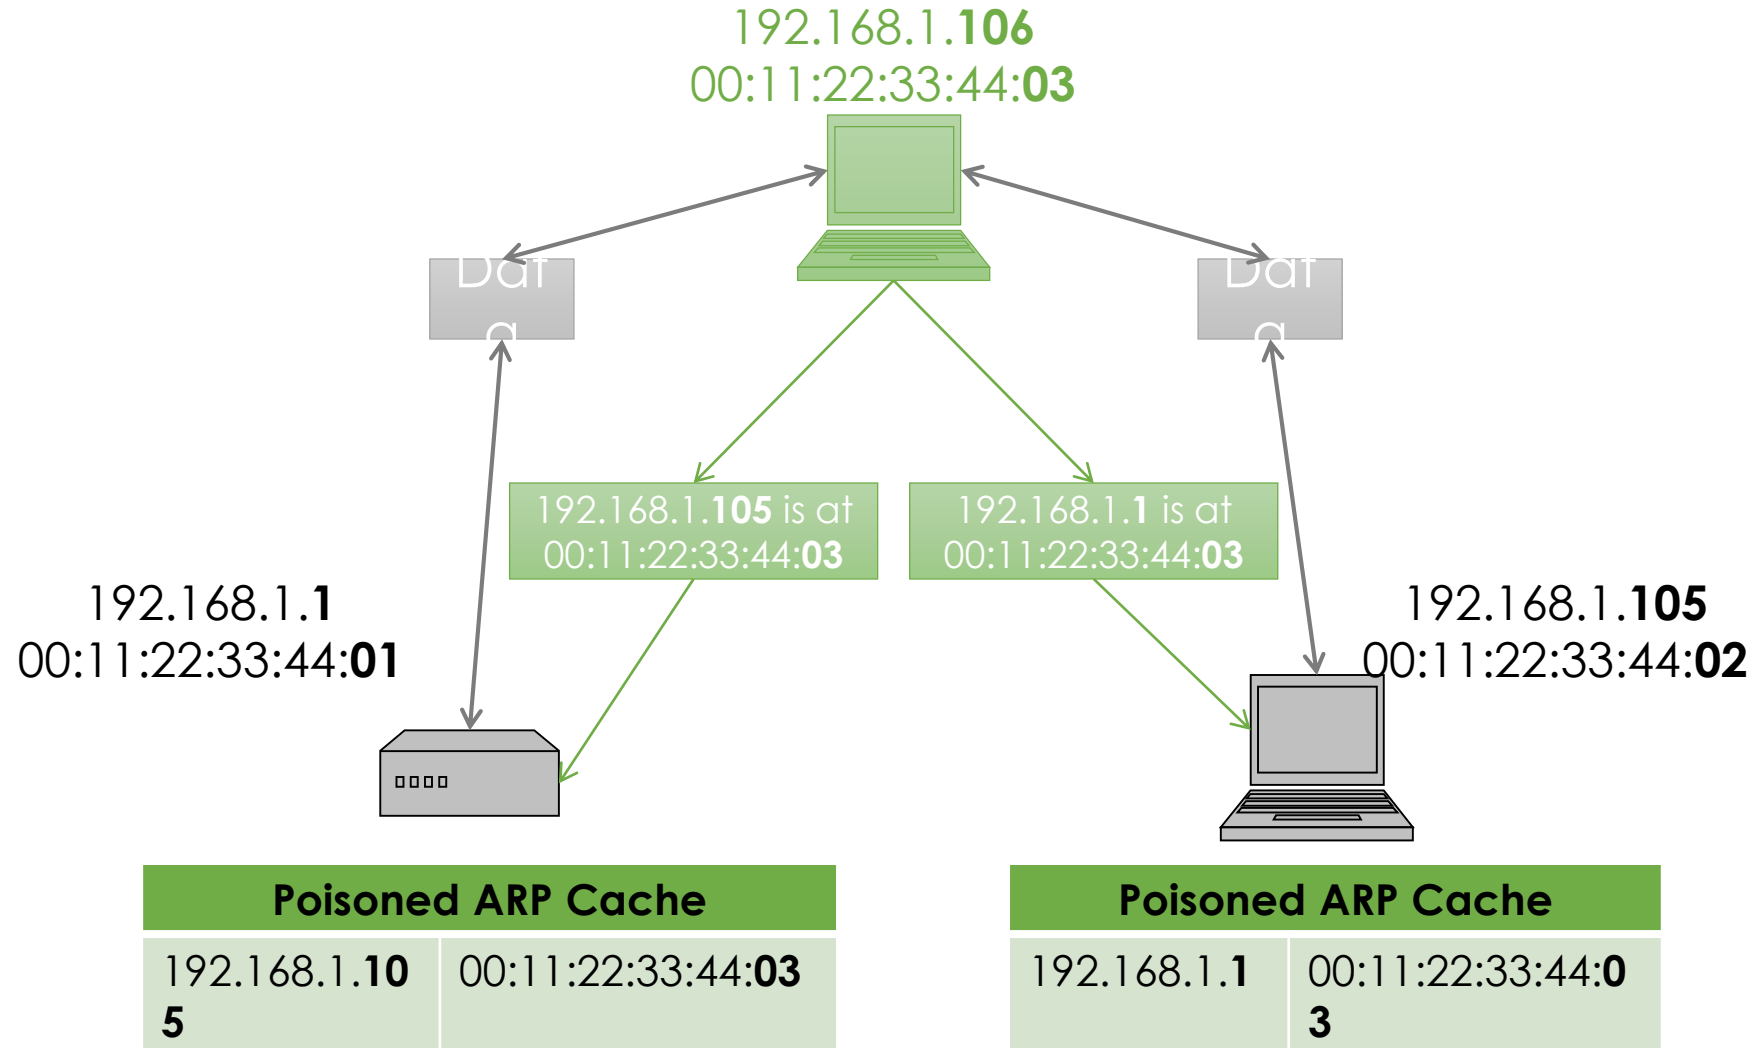 192.168.1.106
00:11:22:33:44:03
Dat
a
Dat
a
192.168.1.105 is at
00:11:22:33:44:03
192.168.1.1 is at
00:11:22:33:44:03
192.168.1.1
00:11:22:33:44:01
192.168.1.105
00:11:22:33:44:02
Poisoned ARP Cache
192.168.1.10
5
00:11:22:33:44:03
Poisoned ARP Cache
192.168.1.1
00:11:22:33:44:0
3